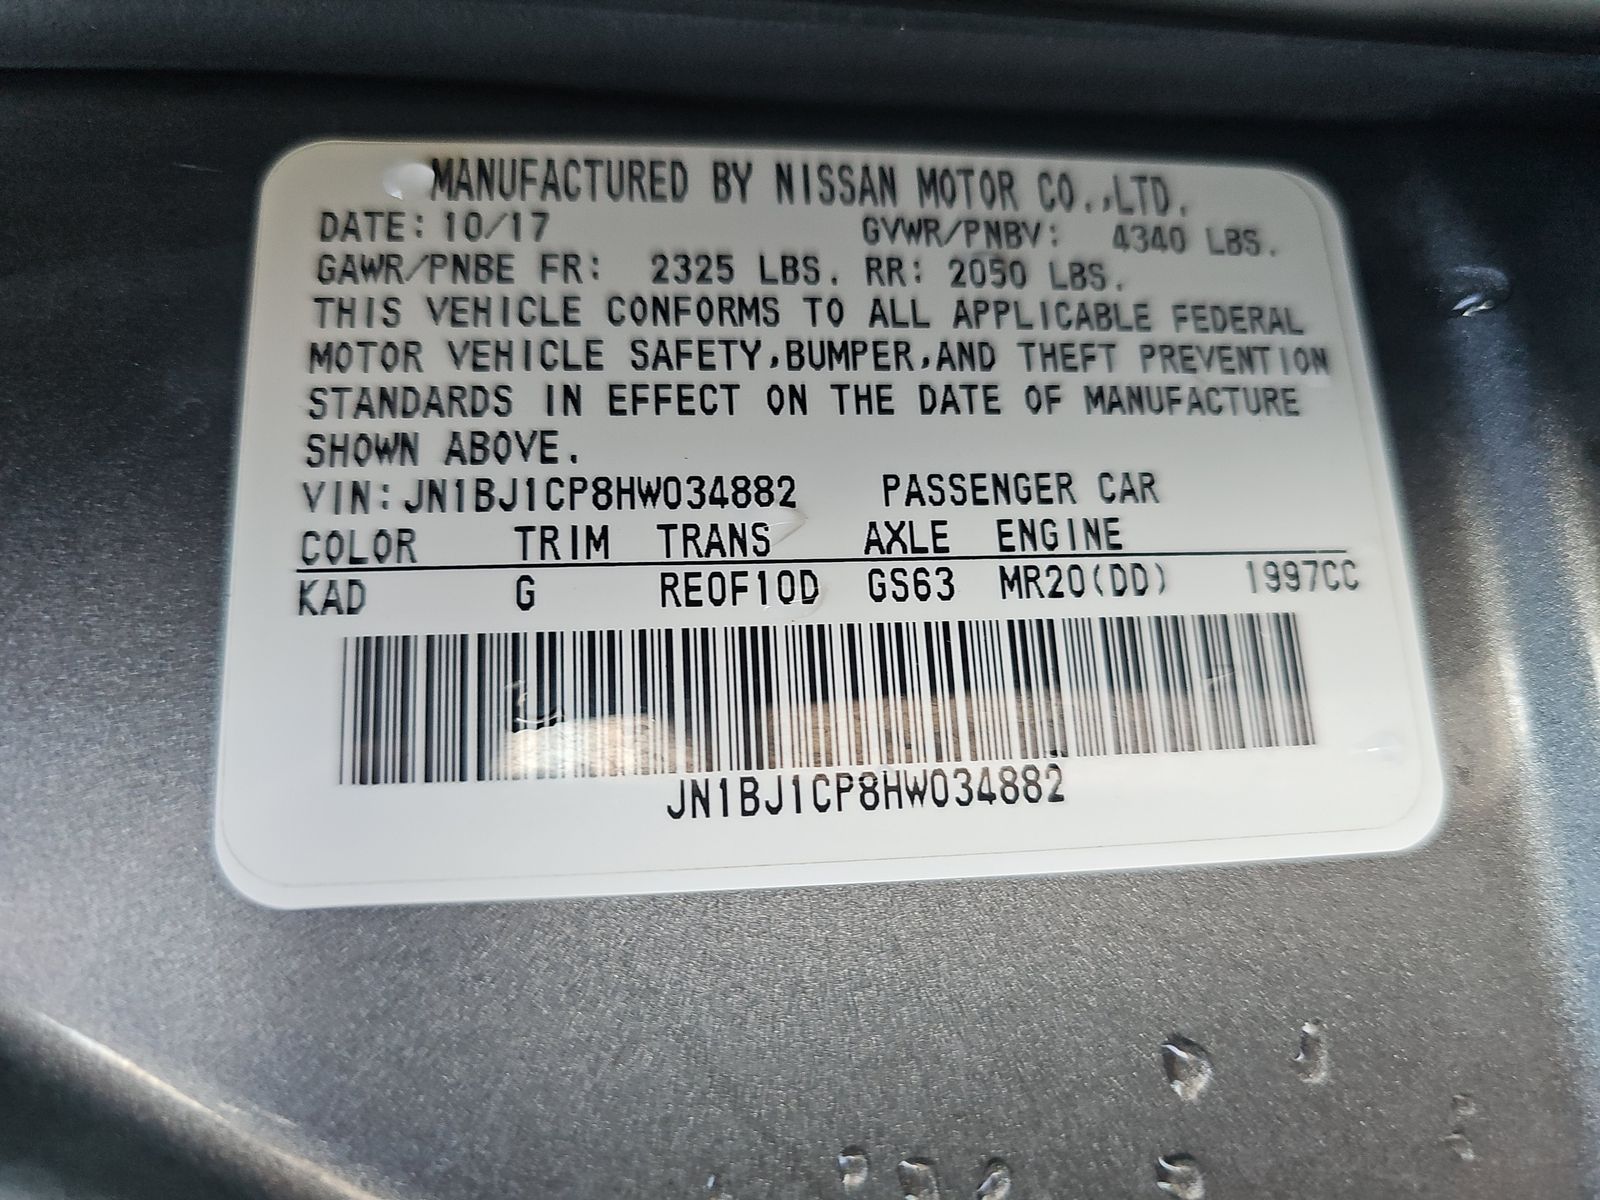 MANUFACTURED BY NISSAN MOTOR CO.,LTD.
DATE: 10/17 GVWR/PNBV: 4340 LBS.
GAWR/PNBE FR: 2325 LBS. RR: 2050 LBS.
THIS VEHICLE CONFORMS TO ALL APPLICABLE FEDERAL
MOTOR VEHICLE SAFETY,BUMPER,AND THEFT PREVENTION
STANDARDS IN EFFECT ON THE DATE OF MANUFACTURE
SHOWN ABOVE.
VIN: JN1BJ1CP8HW034882 PASSENGER CAR
COLOR TRIM TRANS AXLE ENGINE
KAD G RE0F10D GS63 MR20(DD) 1997CC
JN1BJ1CP8HW034882